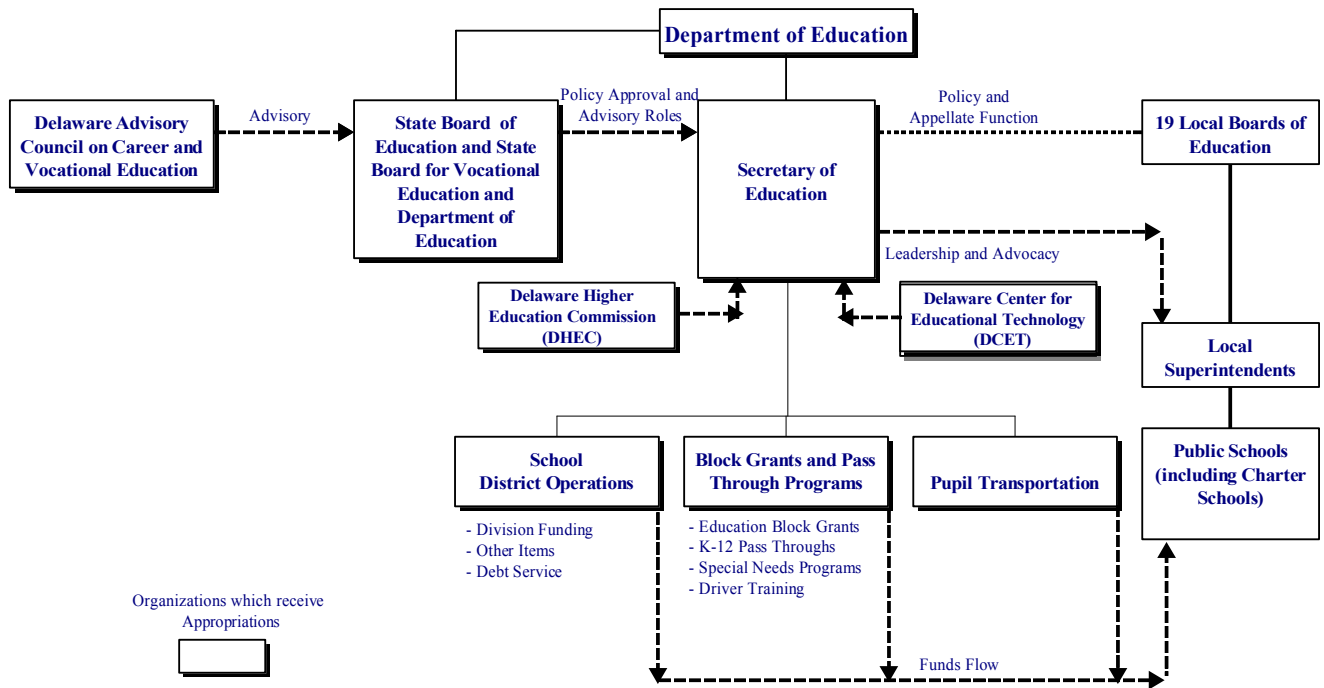 Department of Education
Delaware Advisory
Council on Career and
Vocational Education
Advisory
State Board of
Education and State
Board for Vocational
Education and
Department of
Education
Policy Approval and
Advisory Roles
Secretary of
Education
Policy and
Appellate Function
19 Local Boards of
Education
Leadership and Advocacy
Delaware Higher
Education Commission
(DHEC)
Delaware Center for
Educational Technology
(DCET)
Local
Superintendents
School
District Operations
Block Grants and Pass
Through Programs
Pupil Transportation
Public Schools
(including Charter
Schools)
- Division Funding
- Other Items
- Debt Service
- Education Block Grants
- K-12 Pass Throughs
- Special Needs Programs
- Driver Training
Organizations which receive
Appropriations
Funds Flow